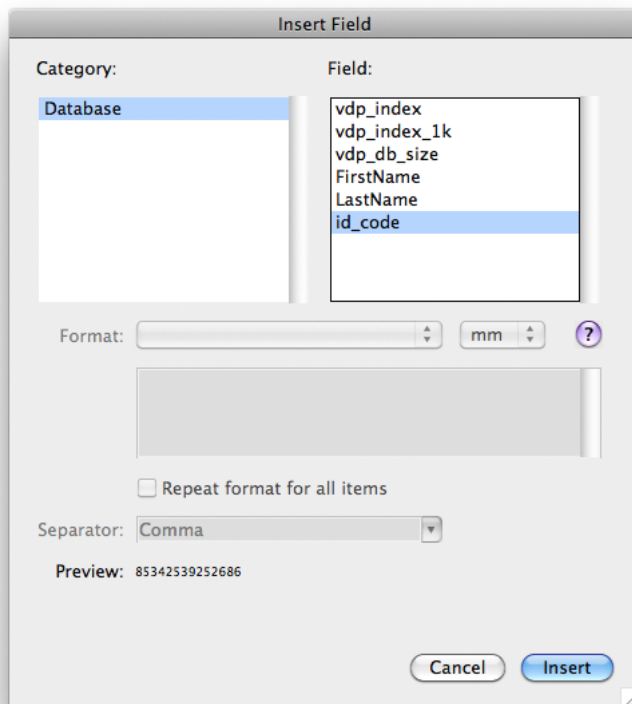 Insert Field
Category:
Field:
Database
vdp_index
vdp_index_1k
vdp_db_size
FirstName
LastName
id_code
Format:
mm
?
Repeat format for all items
Separator:
Comma
Preview:
85342539252686
Cancel
Insert